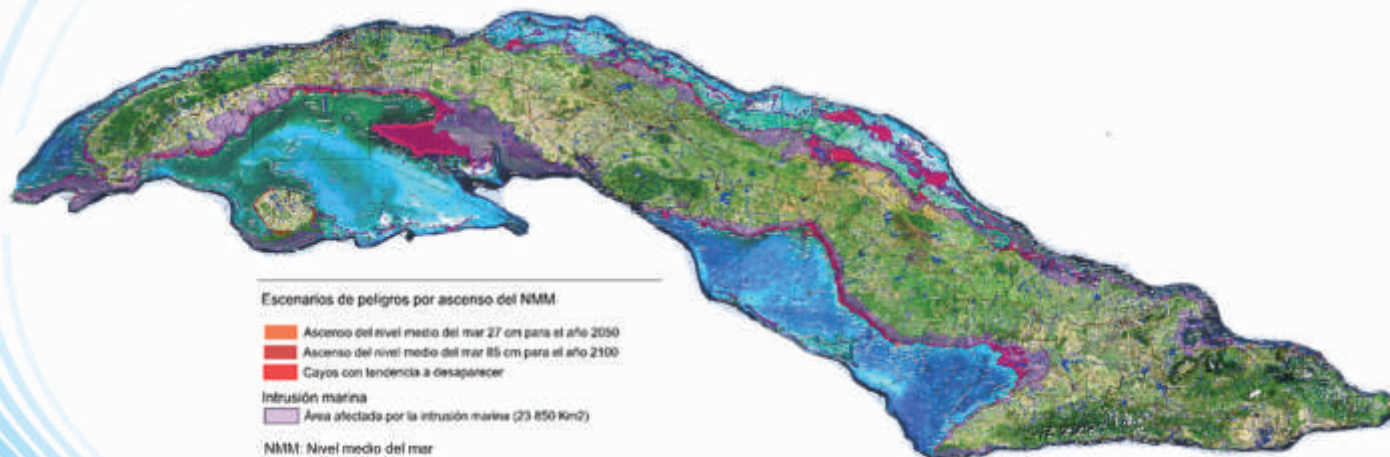 Escenarios de peligros por ascenso del NMM
Ascenso del nivel medio del mar 27 cm para el año 2050
Ascenso del nivel medio del mar 85 cm para el año 2100
Cayos con tendencia a desaparecer
Intrusión marina
Área afectada por la intrusión marina (23 850 Km2)
NMM: Nivel medio del mar